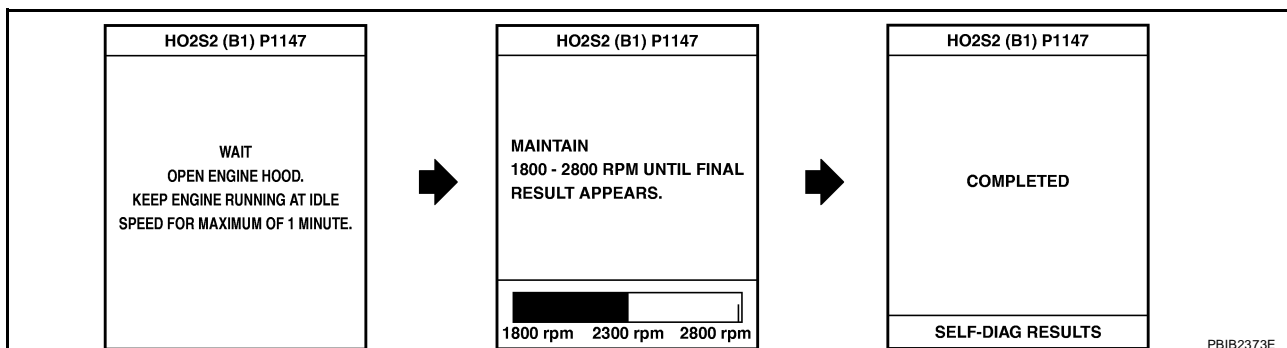 HO2S2 (B1) P1147
WAIT
OPEN ENGINE HOOD.
KEEP ENGINE RUNNING AT IDLE
SPEED FOR MAXIMUM OF 1 MINUTE.
HO2S2 (B1) P1147
MAINTAIN
1800 - 2800 RPM UNTIL FINAL
RESULT APPEARS.
1800 rpm 2300 rpm 2800 rpm
HO2S2 (B1) P1147
COMPLETED
SELF-DIAG RESULTS
PBIB2373E